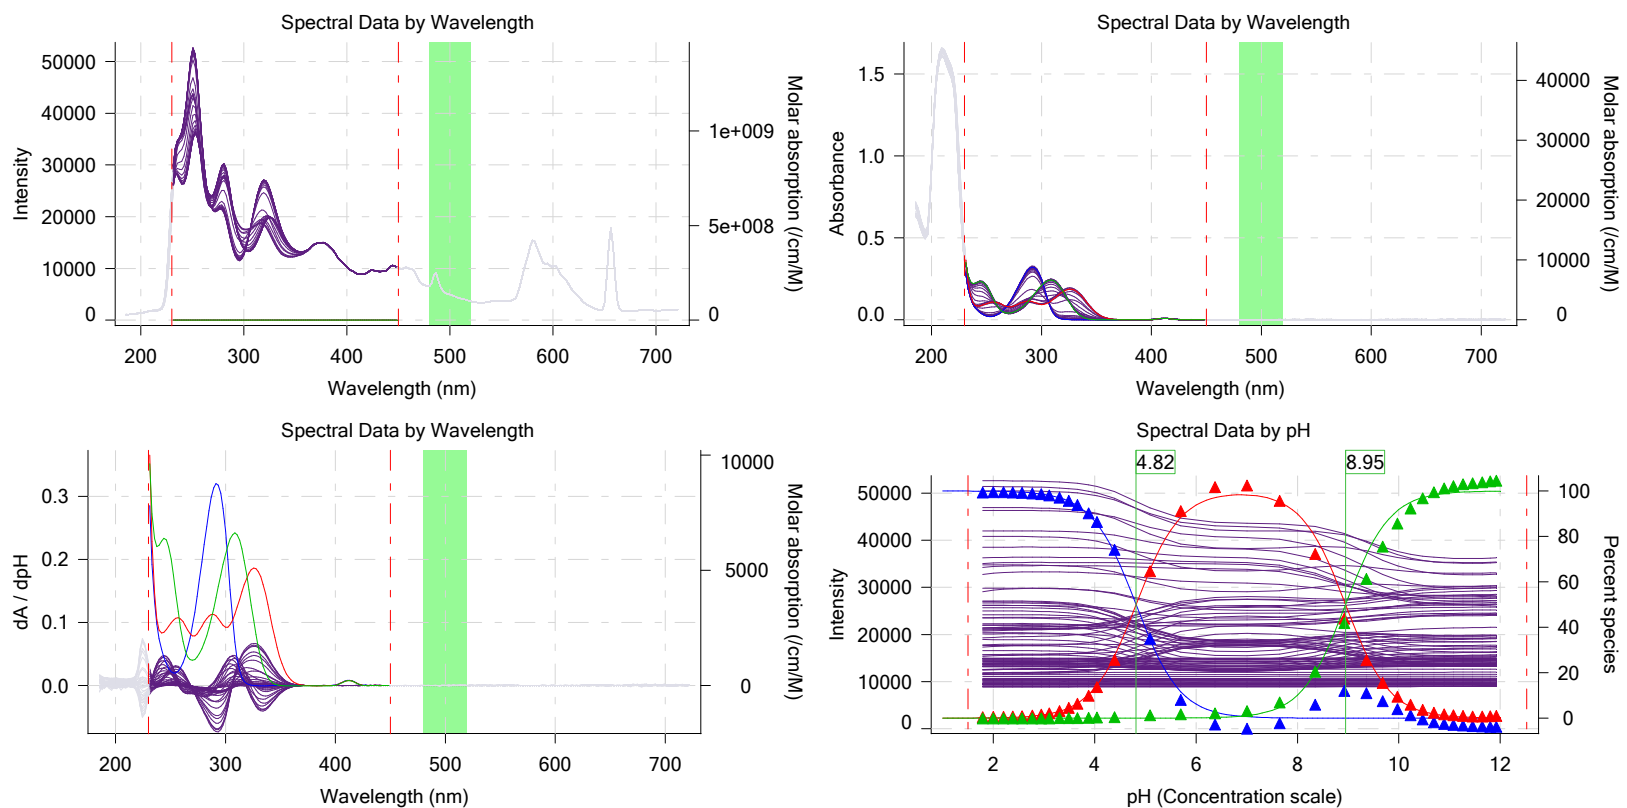 Spectral Data by Wavelength
50000
40000
30000
20000
10000
0
Intensity
1e+009
5e+008
0
Molar absorption (/cm/M)
200 300 400 500 600 700
Wavelength (nm)
Spectral Data by Wavelength
1.5
1.0
0.5
0.0
Absorbance
40000
30000
20000
10000
0
Molar absorption (/cm/M)
200 300 400 500 600 700
Wavelength (nm)
Spectral Data by Wavelength
0.3
0.2
0.1
0.0
dA / dpH
10000
5000
0
Molar absorption (/cm/M)
200 300 400 500 600 700
Wavelength (nm)
Spectral Data by pH
4.82 8.95
50000
40000
30000
20000
10000
0
Intensity
100
80
60
40
20
0
Percent species
2 4 6 8 10 12
pH (Concentration scale)